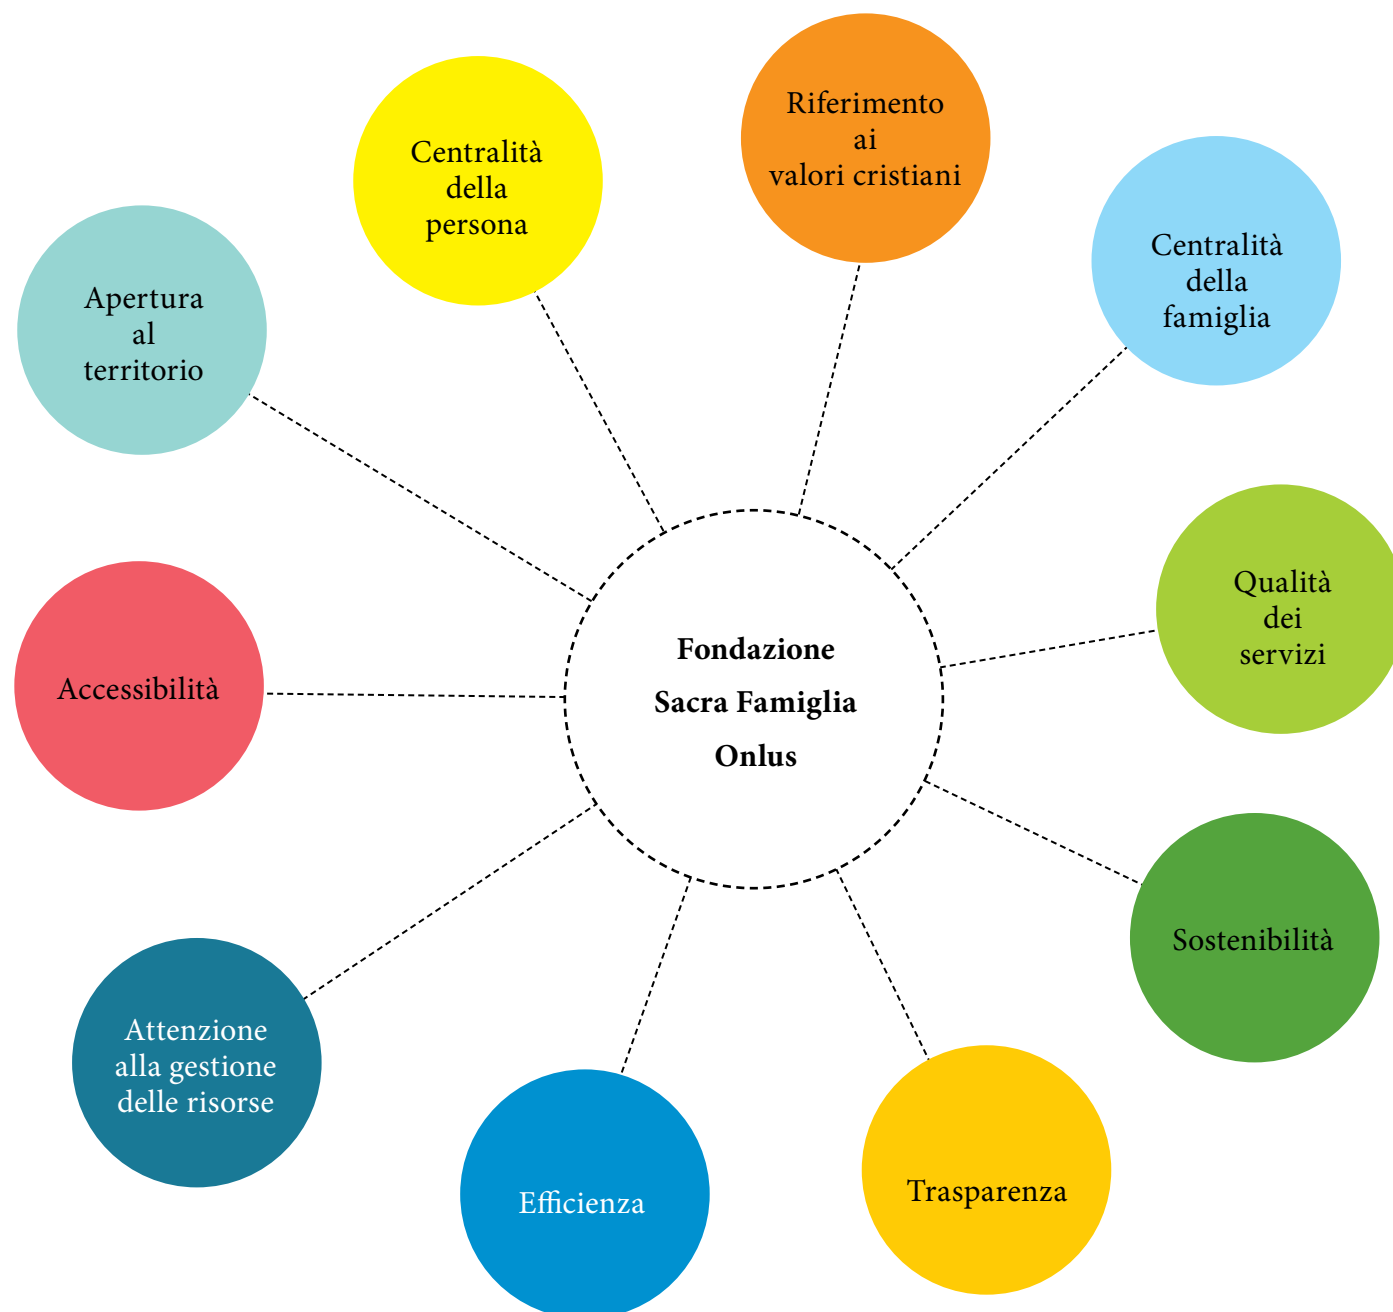 Riferimento
ai
valori cristiani
Centralità
della
persona
Centralità
della
famiglia
Apertura
al
territorio
Qualità
dei
servizi
Fondazione
Sacra Famiglia
Onlus
Accessibilità
Sostenibilità
Attenzione
alla gestione
delle risorse
Trasparenza
Efficienza